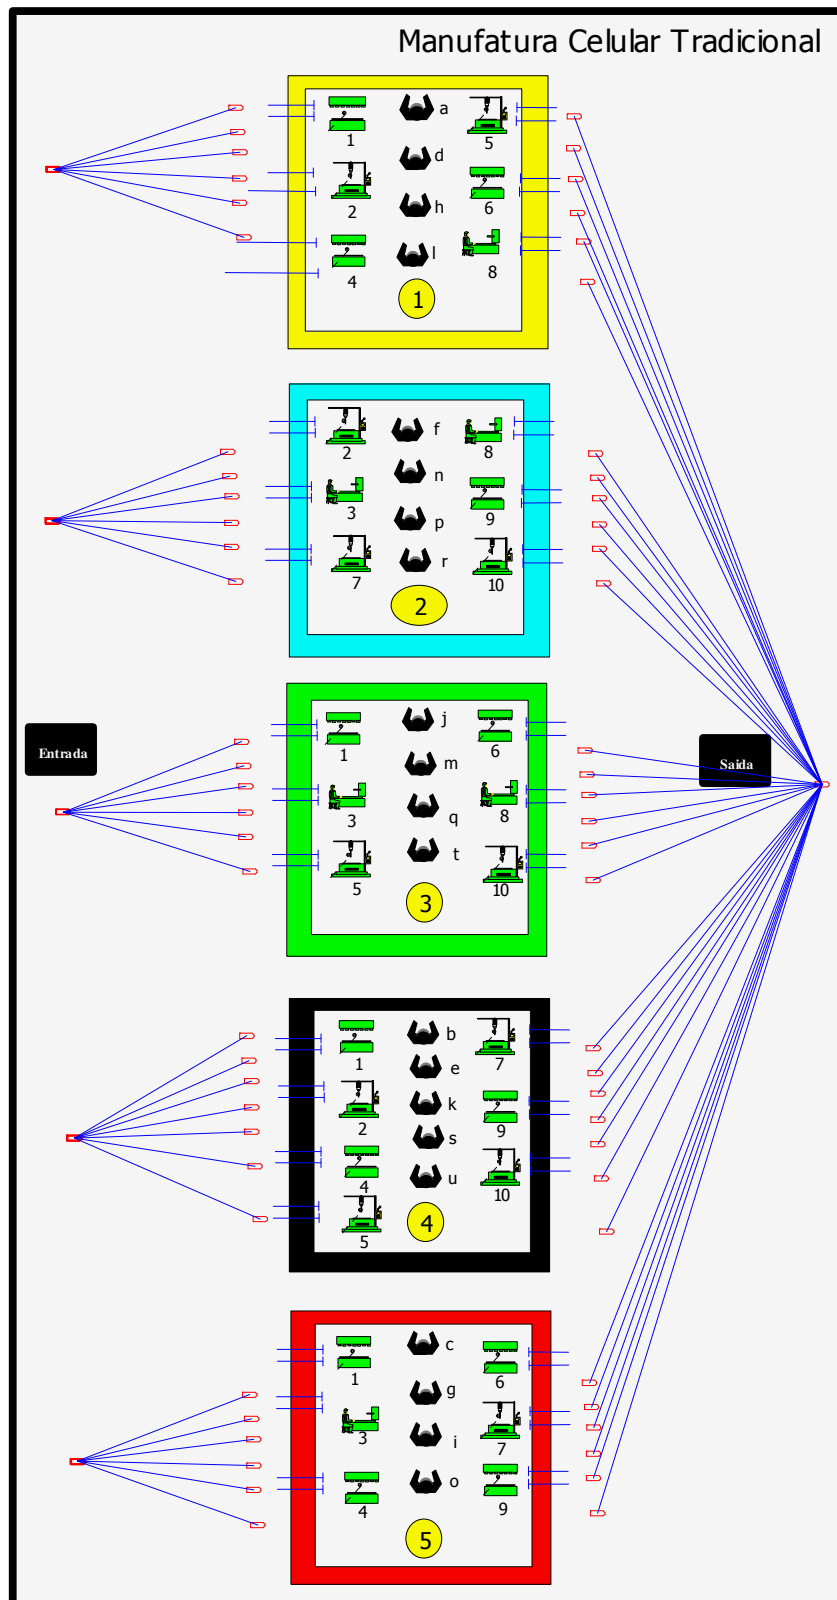 Manufatura Celular Tradicional
1 a 5
d
2 h 6
4 l 8
1
2 f 8
n
3 p 9
7 r 10
2
Entrada
Saida
1 j 6
m
3 q 8
5 t 10
3
1 b 7
e
2 k 9
s
4 u 10
5 4
1 c 6
g
3 i 7
4 o 9
5